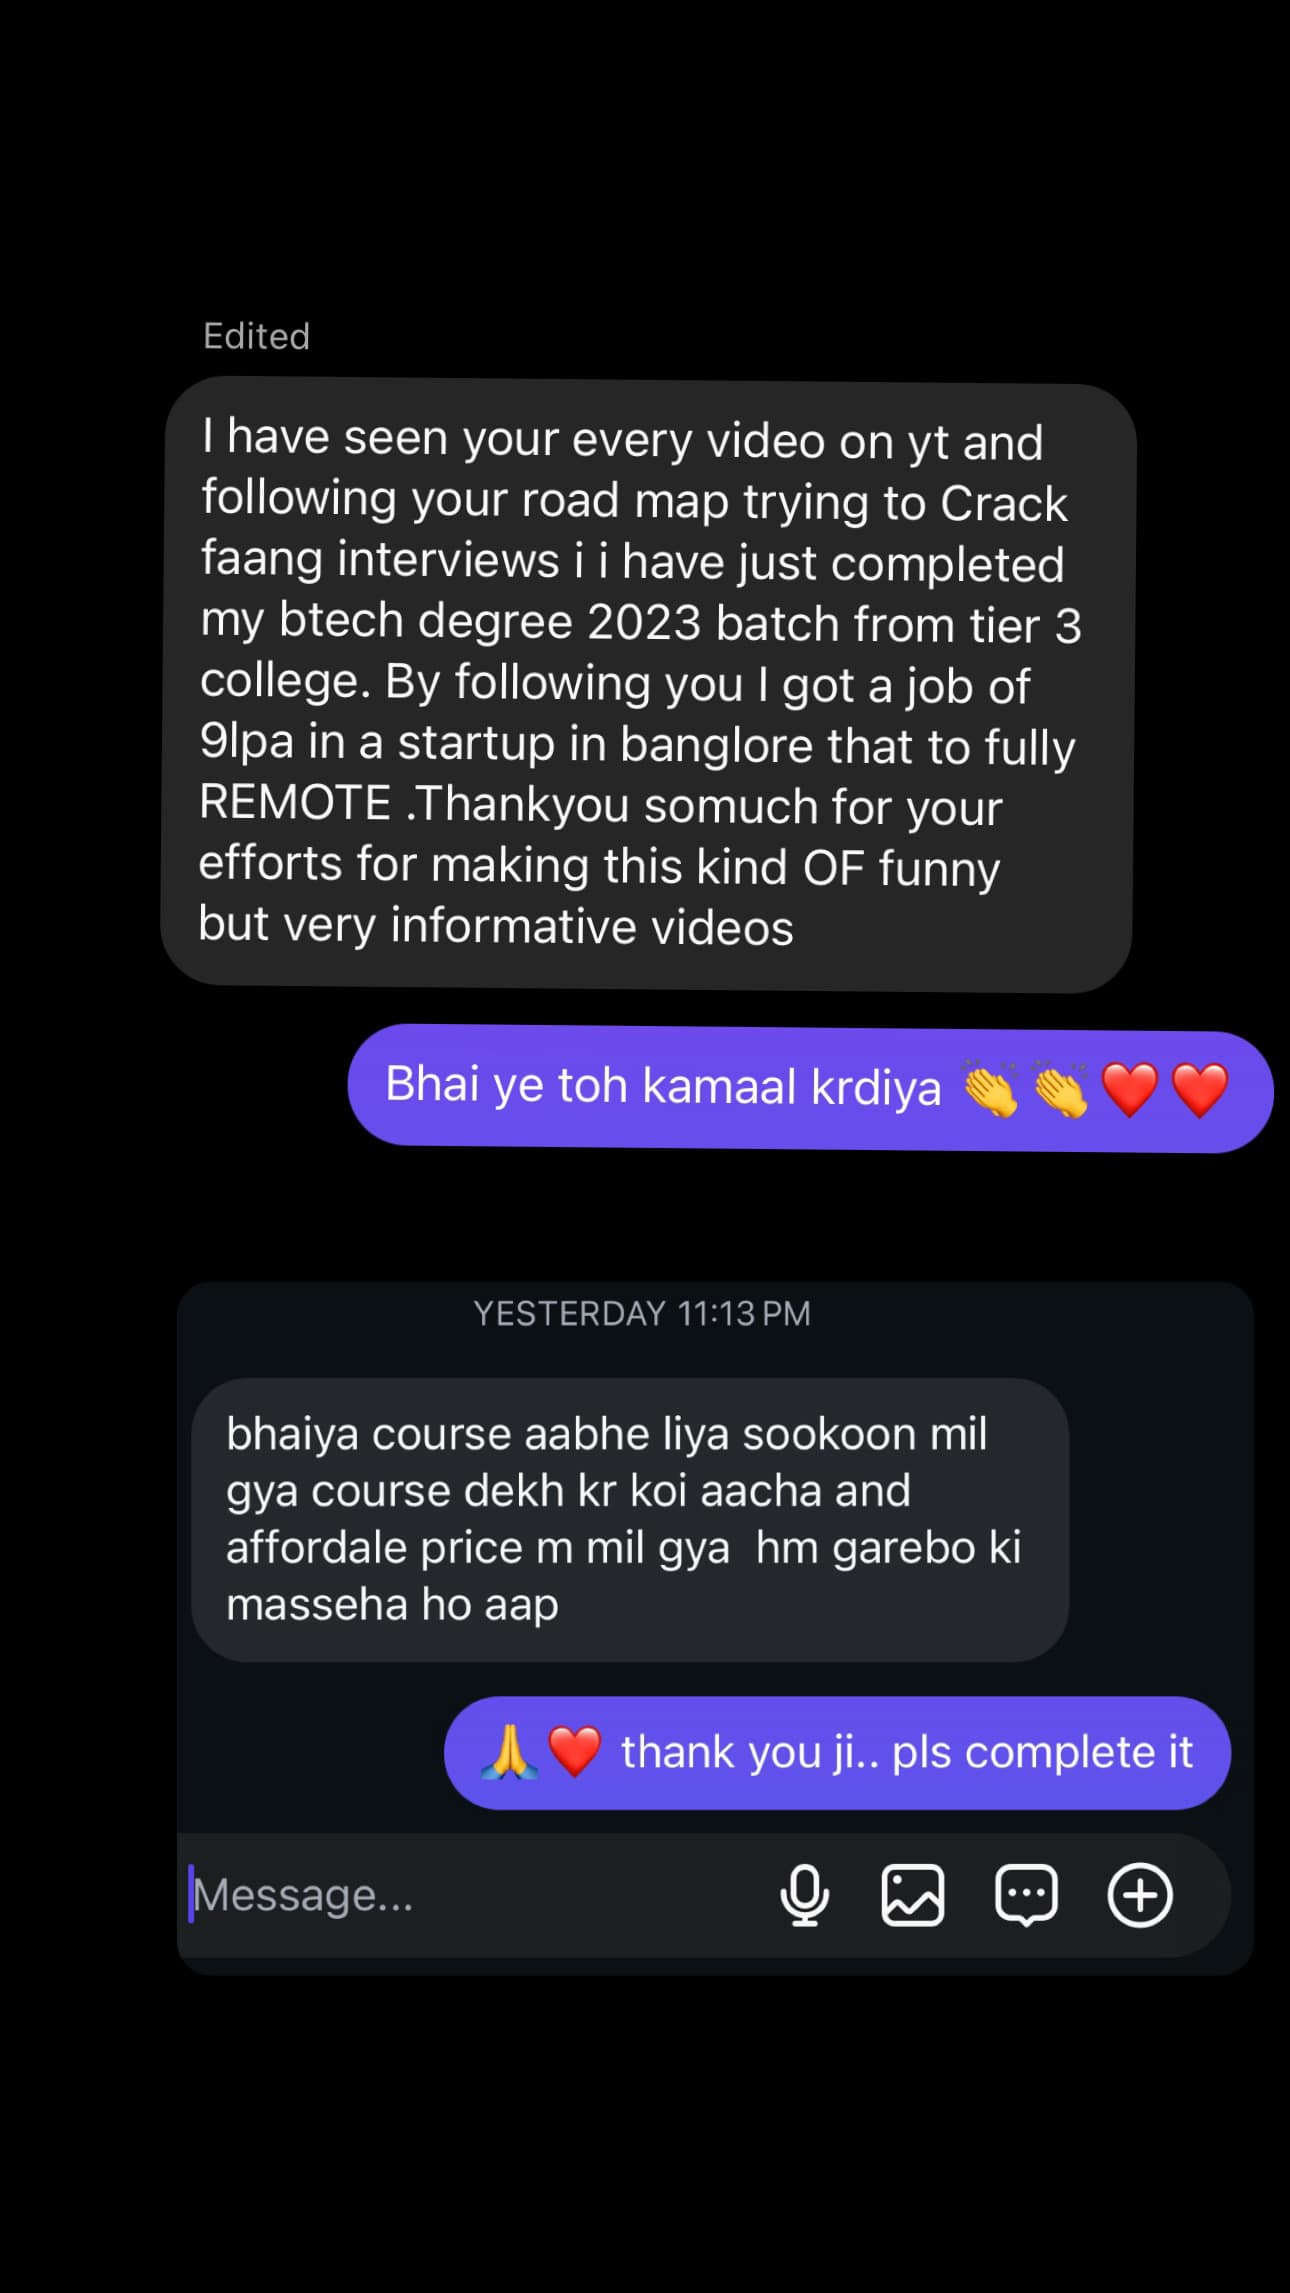 Edited
I have seen your every video on yt and
following your road map trying to Crack
faang interviews i i have just completed
my btech degree 2023 batch from tier 3
college. By following you I got a job of
9lpa in a startup in banglore that to fully
REMOTE .Thankyou somuch for your
efforts for making this kind OF funny
but very informative videos
Bhai ye toh kamaal krdiya 👏👏❤️❤️
YESTERDAY 11:13 PM
bhaiya course aabhe liya sookoon mil
gya course dekh kr koi aacha and
affordale price m mil gya  hm garebo ki
masseha ho aap
🙏❤️ thank you ji.. pls complete it
Message...